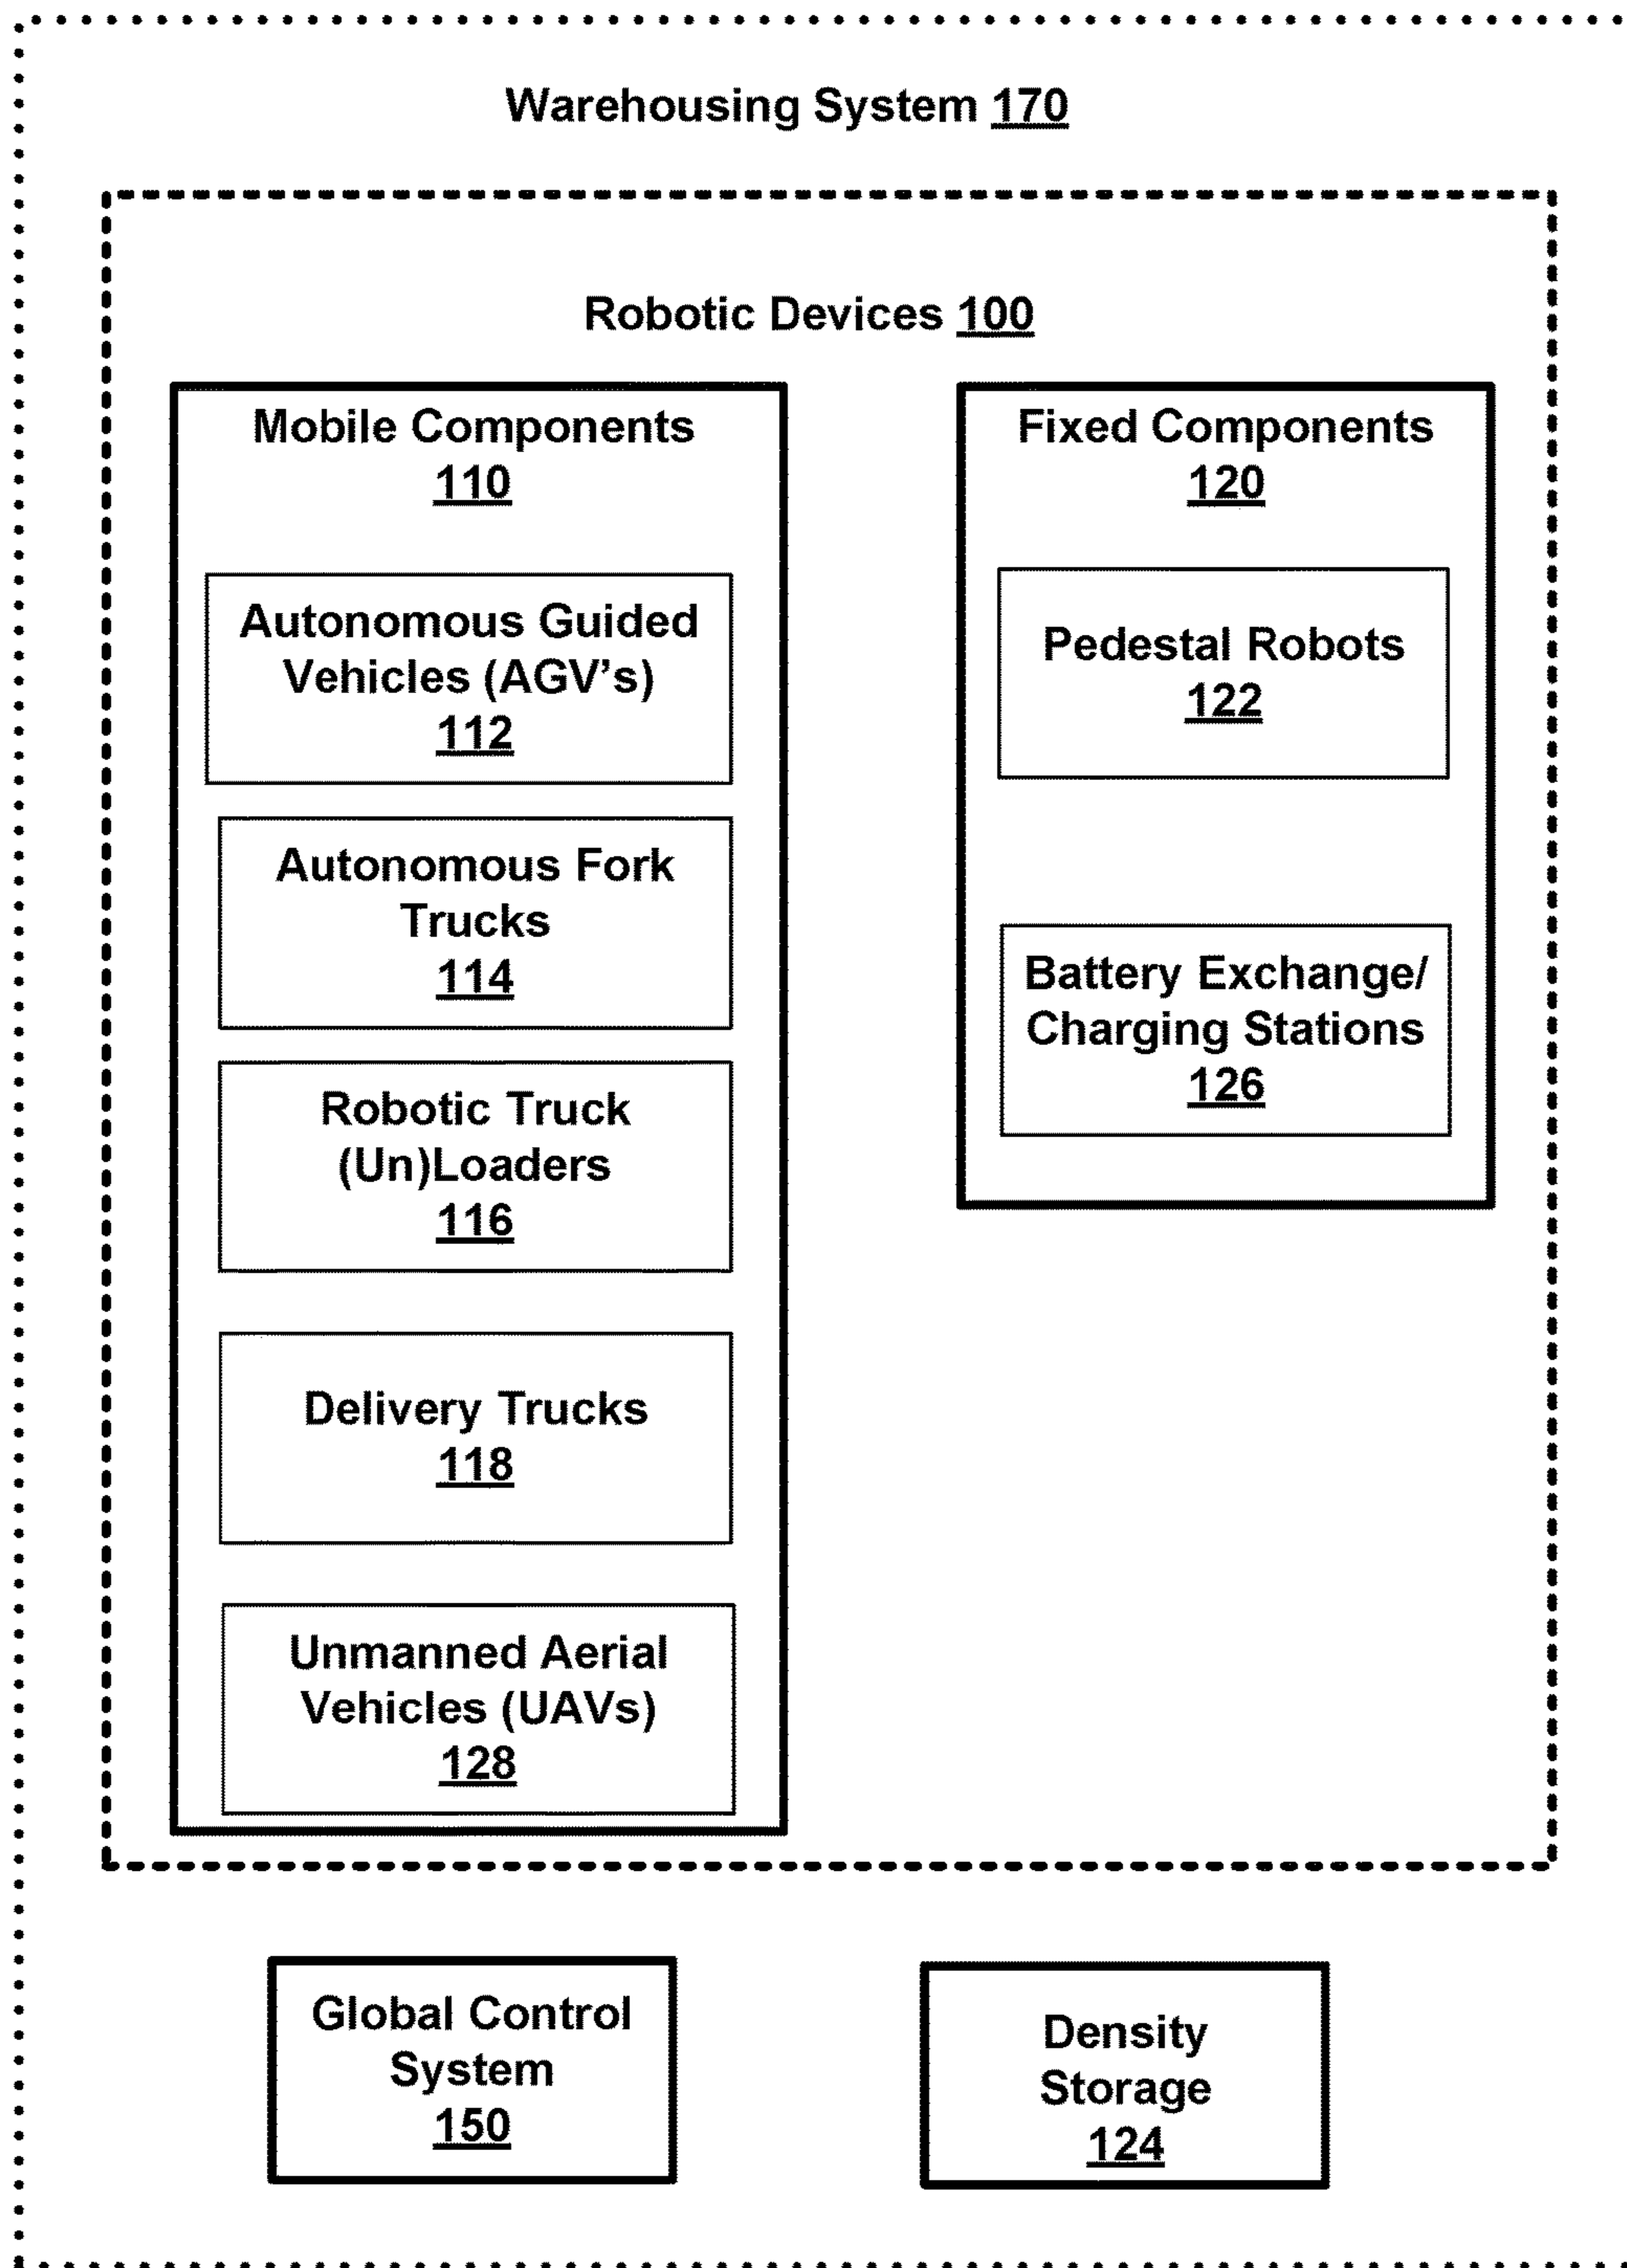 Warehousing System 170
Robotic Devices 100
Mobile Components
110
Autonomous Guided
Vehicles (AGV's)
112
Autonomous Fork
Trucks
114
Robotic Truck
(Un)Loaders
116
Delivery Trucks
118
Unmanned Aerial
Vehicles (UAVs)
128
Fixed Components
120
Pedestal Robots
122
Battery Exchange/
Charging Stations
126
Global Control
System
150
Density
Storage
124